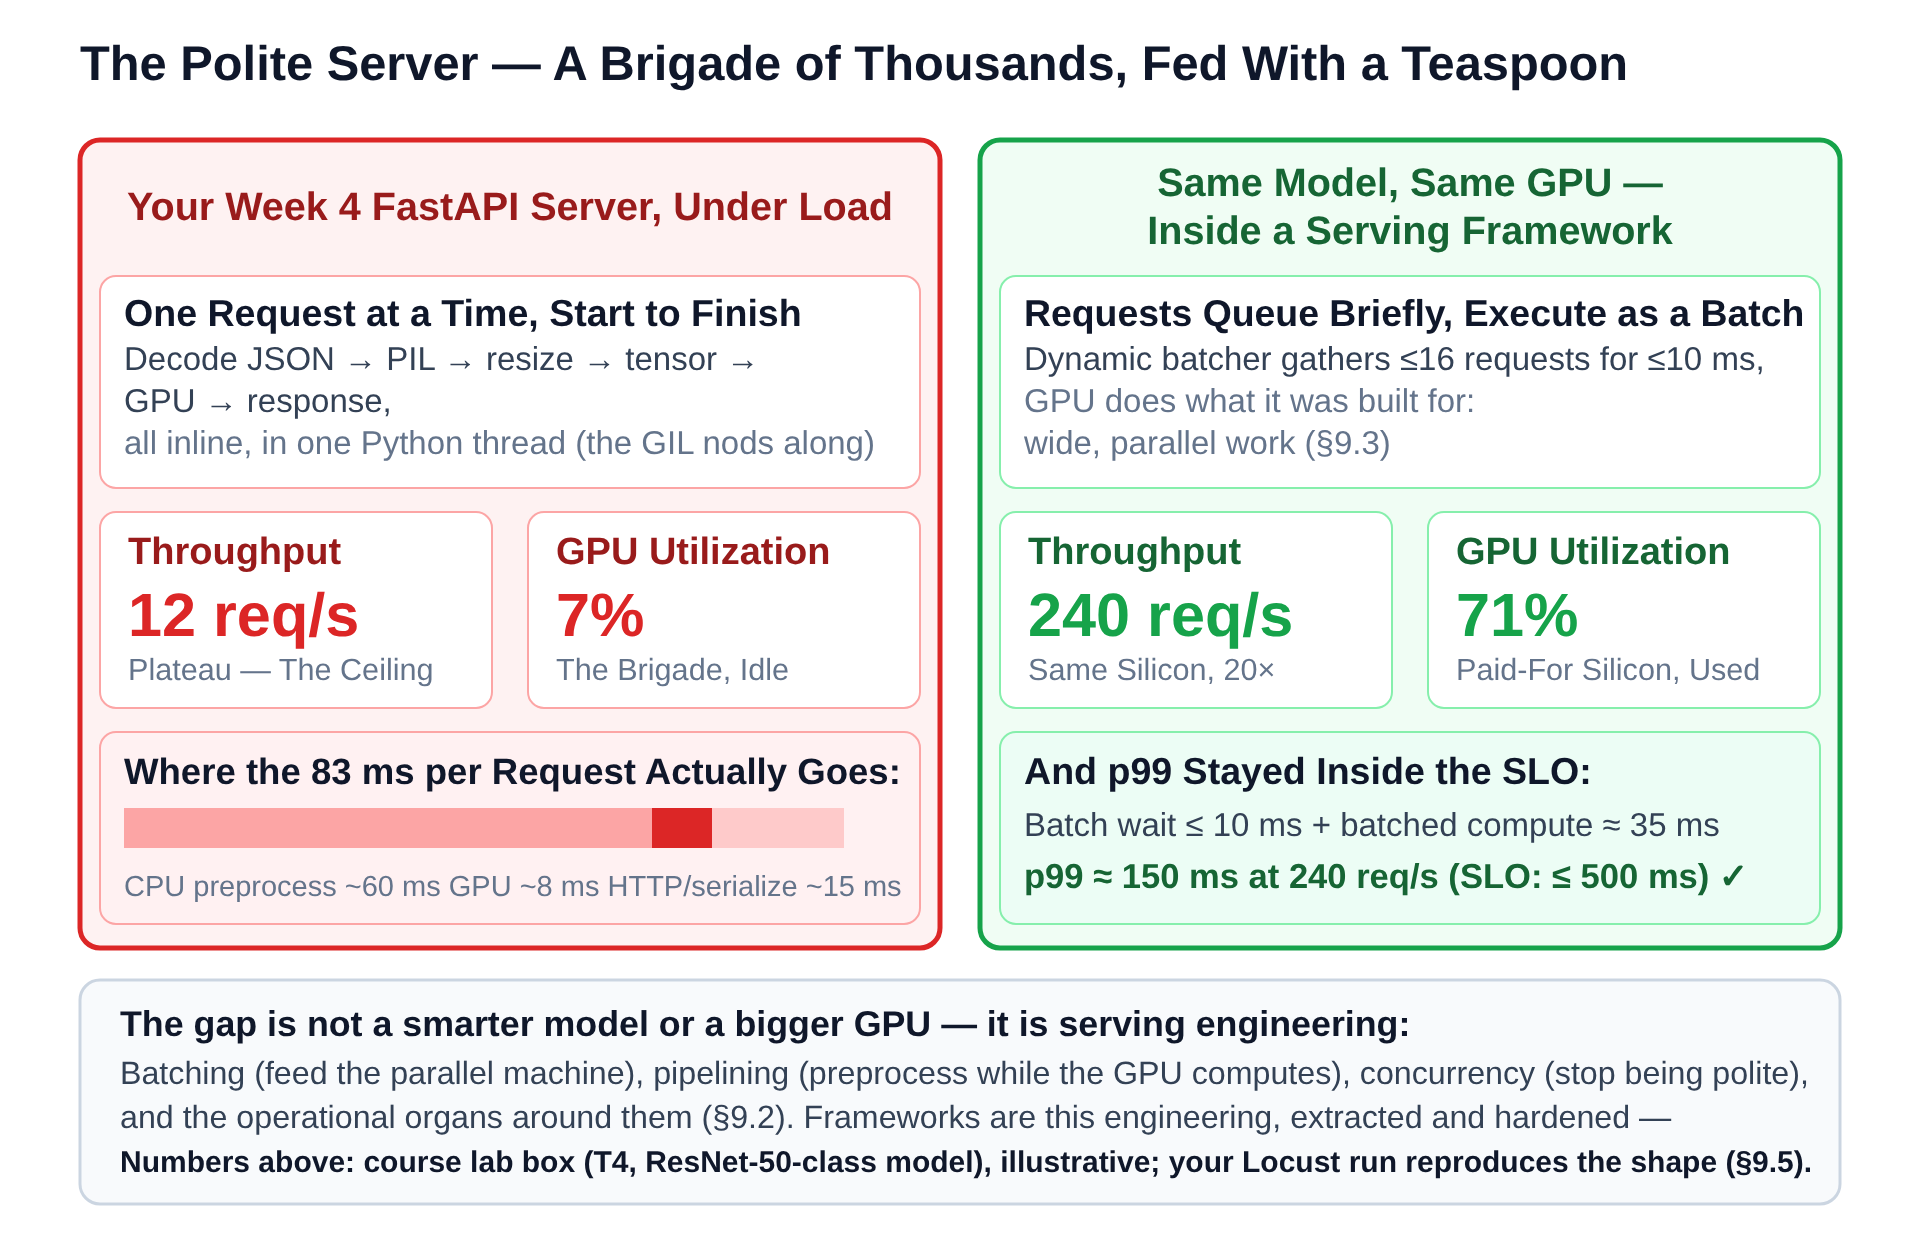 The Polite Server — A Brigade of Thousands, Fed With a Teaspoon
Your Week 4 FastAPI Server, Under Load
One Request at a Time, Start to Finish
Decode JSON → PIL → resize → tensor →
GPU → response,
all inline, in one Python thread (the GIL nods along)
Throughput
12 req/s
Plateau — The Ceiling
GPU Utilization
7%
The Brigade, Idle
Where the 83 ms per Request Actually Goes:
CPU preprocess ~60 ms GPU ~8 ms HTTP/serialize ~15 ms
Same Model, Same GPU —
Inside a Serving Framework
Requests Queue Briefly, Execute as a Batch
Dynamic batcher gathers ≤16 requests for ≤10 ms,
GPU does what it was built for:
wide, parallel work (§9.3)
Throughput
240 req/s
Same Silicon, 20×
GPU Utilization
71%
Paid-For Silicon, Used
And p99 Stayed Inside the SLO:
Batch wait ≤ 10 ms + batched compute ≈ 35 ms
p99 ≈ 150 ms at 240 req/s (SLO: ≤ 500 ms) ✓
The gap is not a smarter model or a bigger GPU — it is serving engineering:
Batching (feed the parallel machine), pipelining (preprocess while the GPU computes), concurrency (stop being polite),
and the operational organs around them (§9.2). Frameworks are this engineering, extracted and hardened —
Numbers above: course lab box (T4, ResNet-50-class model), illustrative; your Locust run reproduces the shape (§9.5).